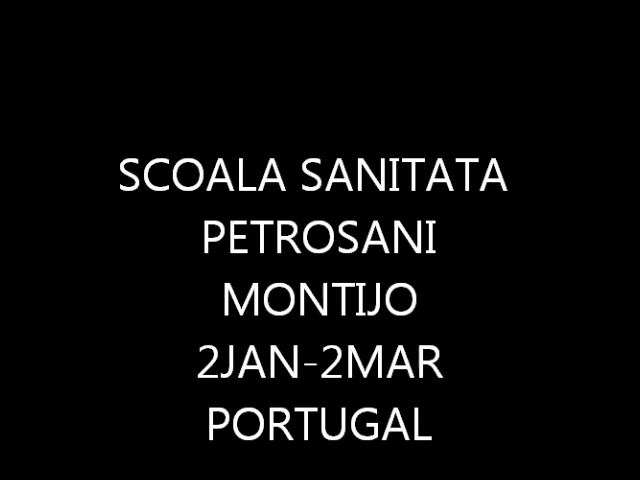 SCOALA SANITATA
PETROSANI
MONTIJO
2JAN-2MAR
PORTUGAL